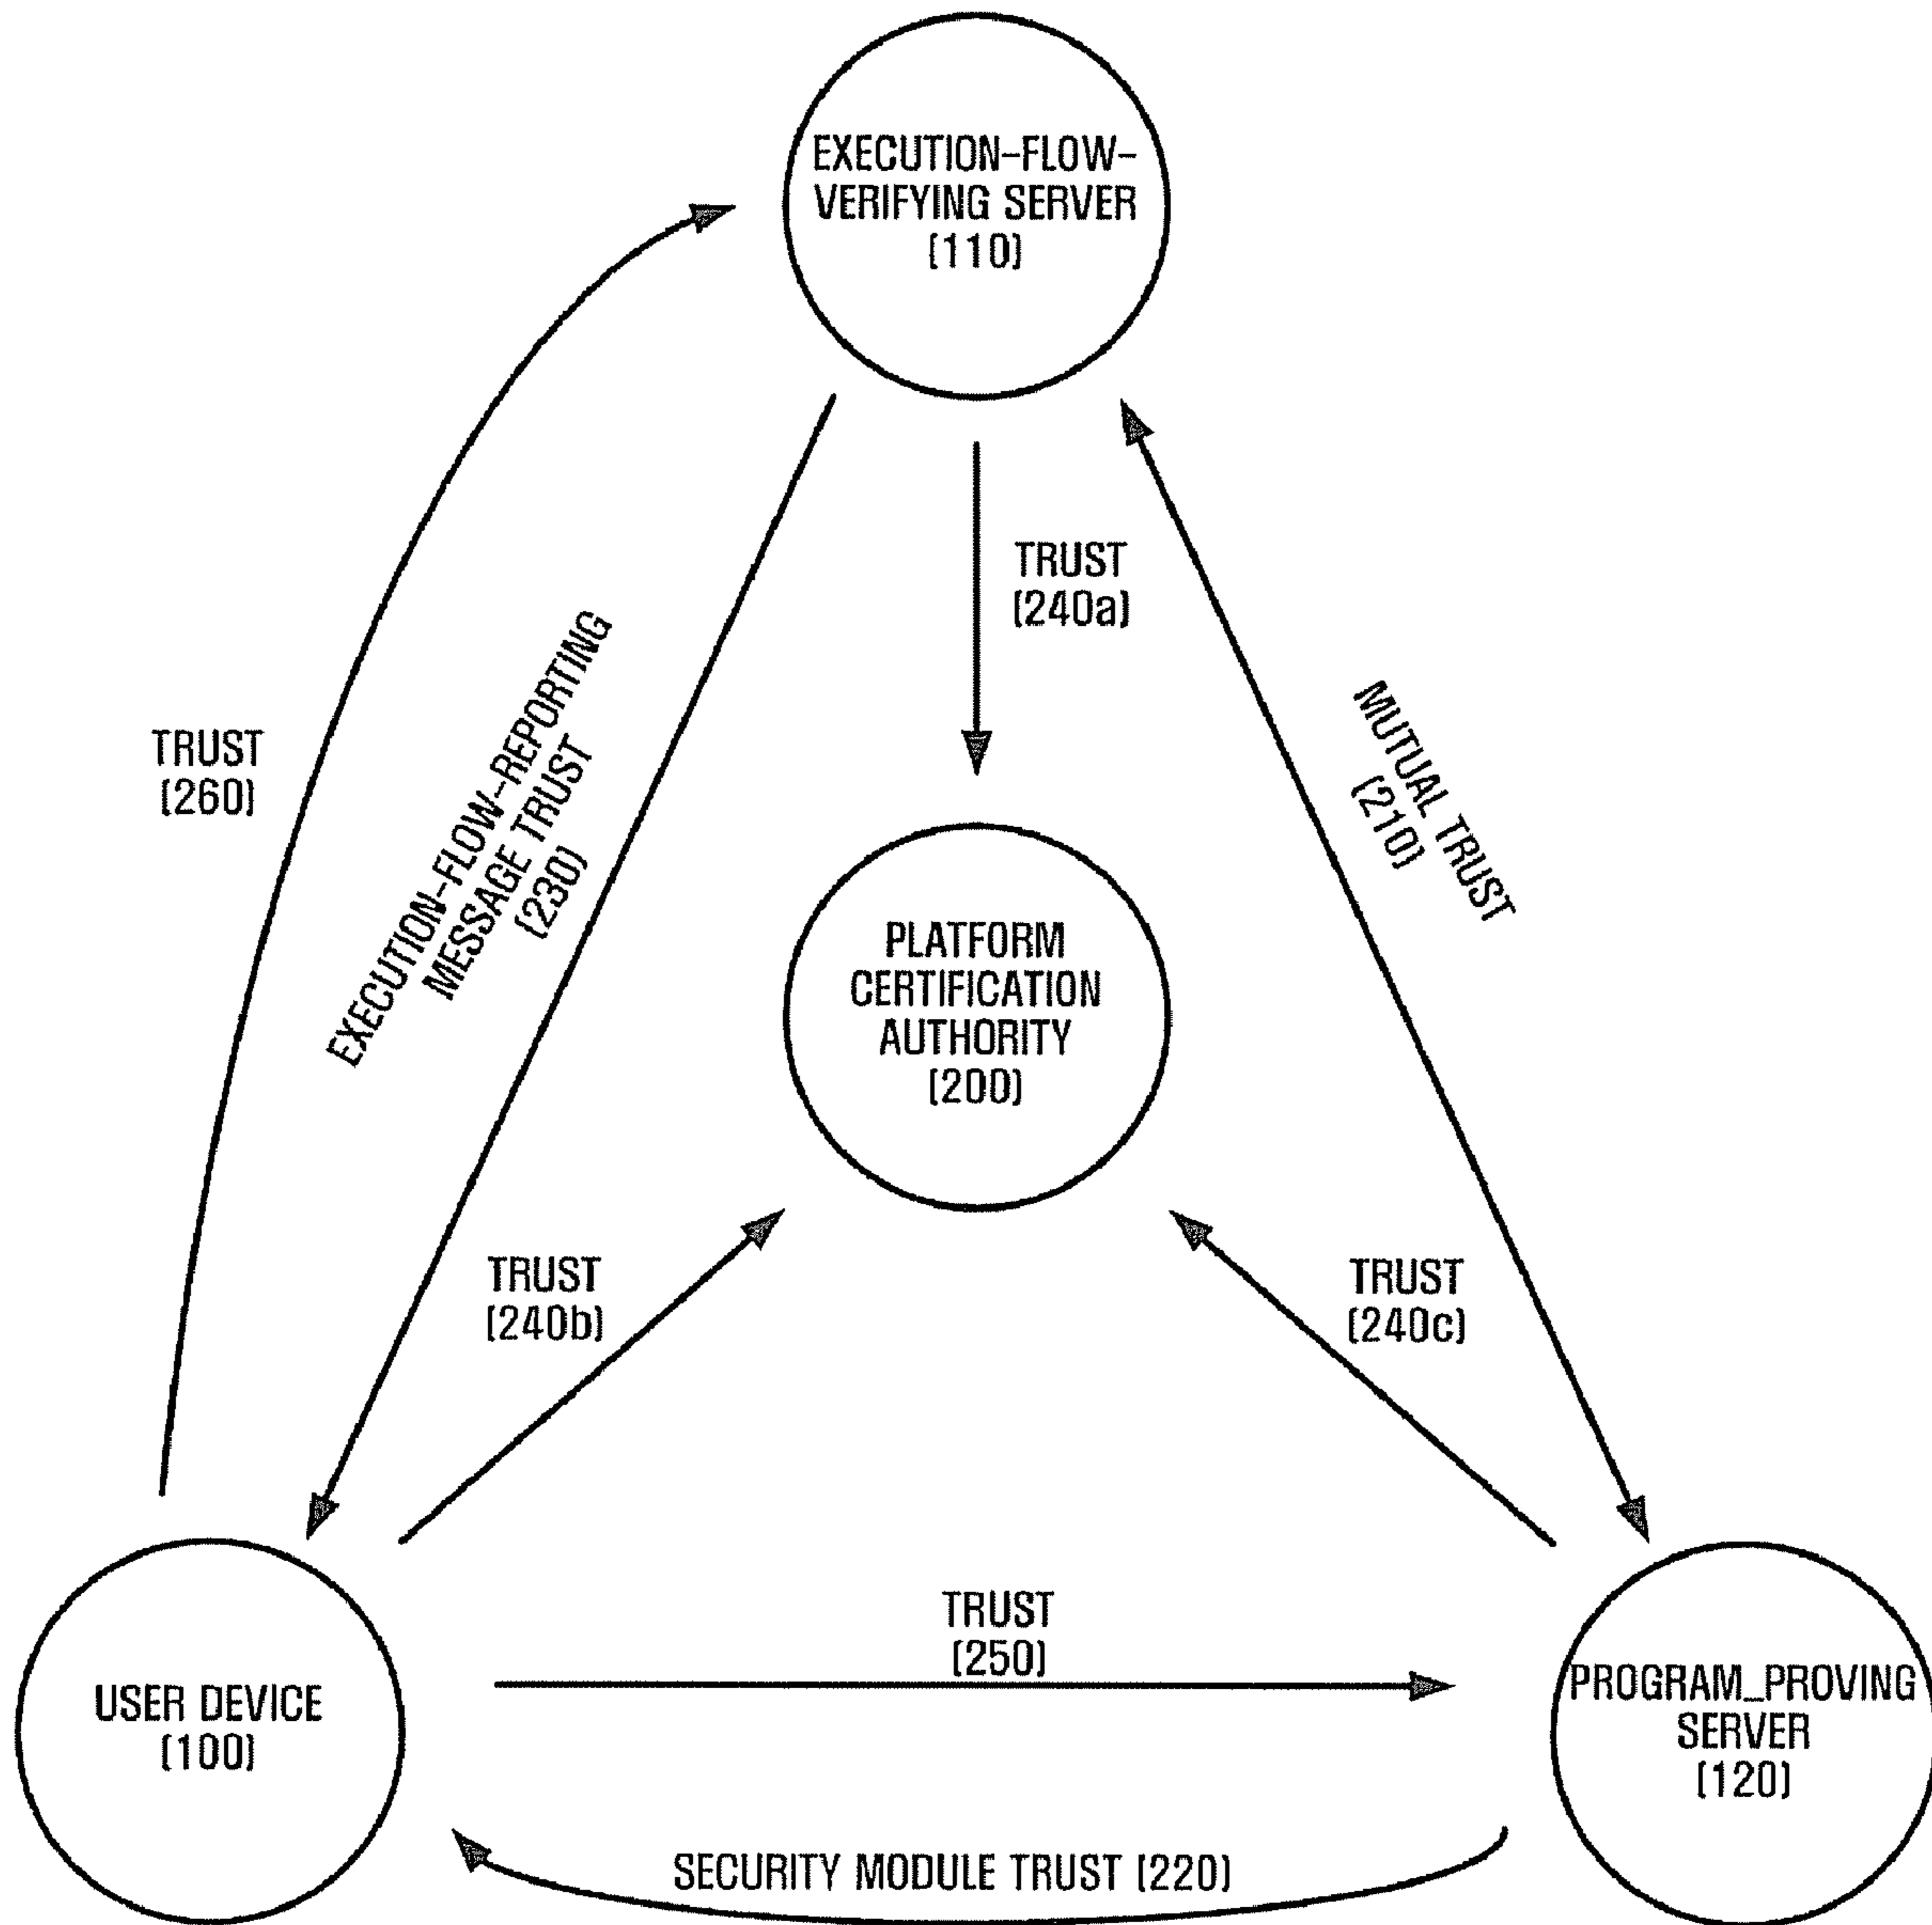 EXECUTION-FLOW-
VERIFYING SERVER
(110)
TRUST
(240a)
TRUST
(260)
EXECUTION-FLOW-REPORTING
MESSAGE TRUST
(230)
MUTUAL TRUST
(210)
PLATFORM
CERTIFICATION
AUTHORITY
(200)
TRUST
(240b)
TRUST
(240c)
TRUST
(250)
USER DEVICE
(100)
PROGRAM_PROVING
SERVER
(120)
SECURITY MODULE TRUST (220)